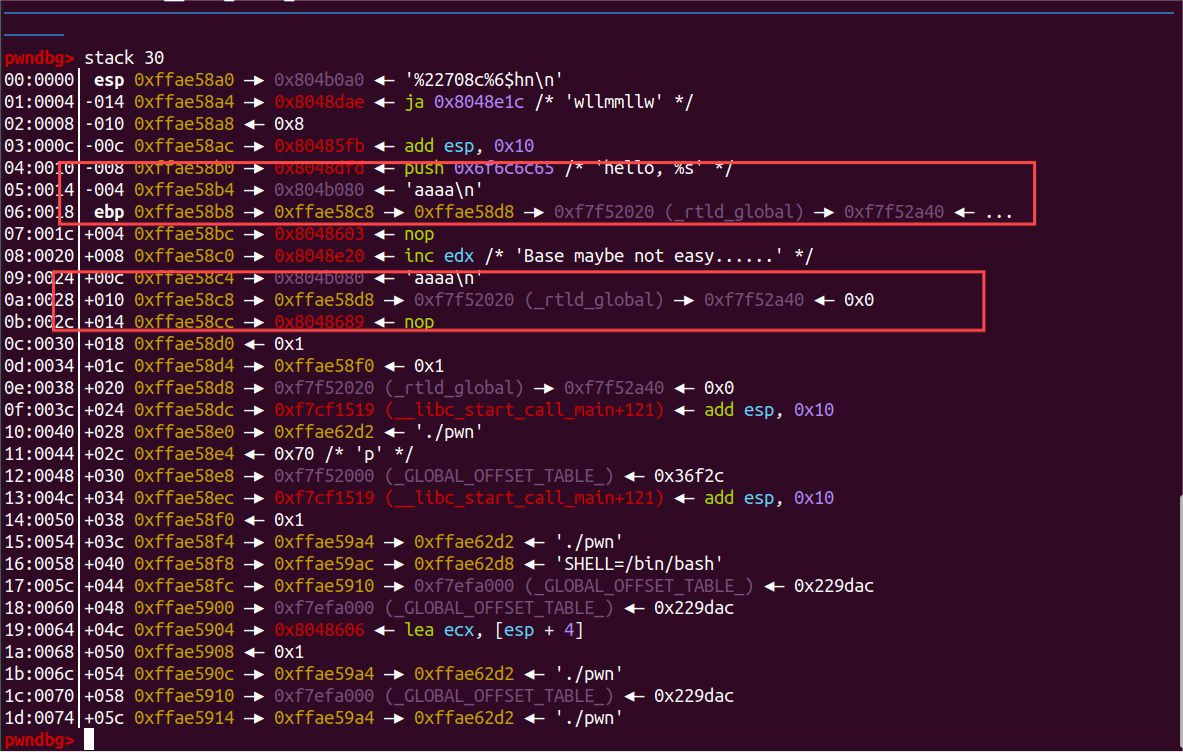 pwndbg> stack 30
00:0000│ esp 0xffae58a0 —▸ 0x804b0a0 ◂— '%22708c%6$hn\n'
01:0004│-014 0xffae58a4 —▸ 0x8048dae ◂— ja 0x8048e1c /* 'wllmmllw' */
02:0008│-010 0xffae58a8 ◂— 0x8
03:000c│-00c 0xffae58ac —▸ 0x80485fb ◂— add esp, 0x10
04:0010│-008 0xffae58b0 —▸ 0x8048dfd ◂— push 0x6f6c6c65 /* 'hello, %s' */
05:0014│-004 0xffae58b4 —▸ 0x804b080 ◂— 'aaaa\n'
06:0018│ ebp 0xffae58b8 —▸ 0xffae58c8 —▸ 0xffae58d8 —▸ 0xf7f52020 (_rtld_global) —▸ 0xf7f52a40 ◂— ...
07:001c│+004 0xffae58bc —▸ 0x8048603 ◂— nop
08:0020│+008 0xffae58c0 —▸ 0x8048e20 ◂— inc edx /* 'Base maybe not easy......' */
09:0024│+00c 0xffae58c4 —▸ 0x804b080 ◂— 'aaaa\n'
0a:0028│+010 0xffae58c8 —▸ 0xffae58d8 —▸ 0xf7f52020 (_rtld_global) —▸ 0xf7f52a40 ◂— 0x0
0b:002c│+014 0xffae58cc —▸ 0x8048689 ◂— nop
0c:0030│+018 0xffae58d0 ◂— 0x1
0d:0034│+01c 0xffae58d4 —▸ 0xffae58f0 ◂— 0x1
0e:0038│+020 0xffae58d8 —▸ 0xf7f52020 (_rtld_global) —▸ 0xf7f52a40 ◂— 0x0
0f:003c│+024 0xffae58dc —▸ 0xf7cf1519 (__libc_start_call_main+121) ◂— add esp, 0x10
10:0040│+028 0xffae58e0 —▸ 0xffae62d2 ◂— './pwn'
11:0044│+02c 0xffae58e4 ◂— 0x70 /* 'p' */
12:0048│+030 0xffae58e8 —▸ 0xf7f52000 (_GLOBAL_OFFSET_TABLE_) ◂— 0x36f2c
13:004c│+034 0xffae58ec —▸ 0xf7cf1519 (__libc_start_call_main+121) ◂— add esp, 0x10
14:0050│+038 0xffae58f0 ◂— 0x1
15:0054│+03c 0xffae58f4 —▸ 0xffae59a4 —▸ 0xffae62d2 ◂— './pwn'
16:0058│+040 0xffae58f8 —▸ 0xffae59ac —▸ 0xffae62d8 ◂— 'SHELL=/bin/bash'
17:005c│+044 0xffae58fc —▸ 0xffae5910 —▸ 0xf7efa000 (_GLOBAL_OFFSET_TABLE_) ◂— 0x229dac
18:0060│+048 0xffae5900 —▸ 0xf7efa000 (_GLOBAL_OFFSET_TABLE_) ◂— 0x229dac
19:0064│+04c 0xffae5904 —▸ 0x8048606 ◂— lea ecx, [esp + 4]
1a:0068│+050 0xffae5908 ◂— 0x1
1b:006c│+054 0xffae590c —▸ 0xffae59a4 —▸ 0xffae62d2 ◂— './pwn'
1c:0070│+058 0xffae5910 —▸ 0xf7efa000 (_GLOBAL_OFFSET_TABLE_) ◂— 0x229dac
1d:0074│+05c 0xffae5914 —▸ 0xffae59a4 —▸ 0xffae62d2 ◂— './pwn'
pwndbg>